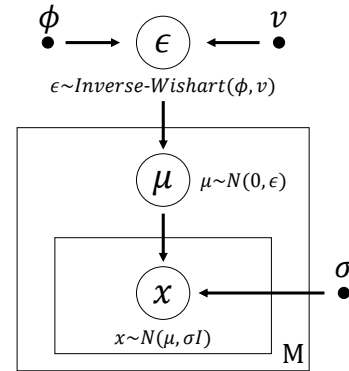 ϕ ϵ v
ϵ~Inverse-Wishart(ϕ, v)
μ μ~N(0, ϵ)
x σ
x~N(μ, σI)
M